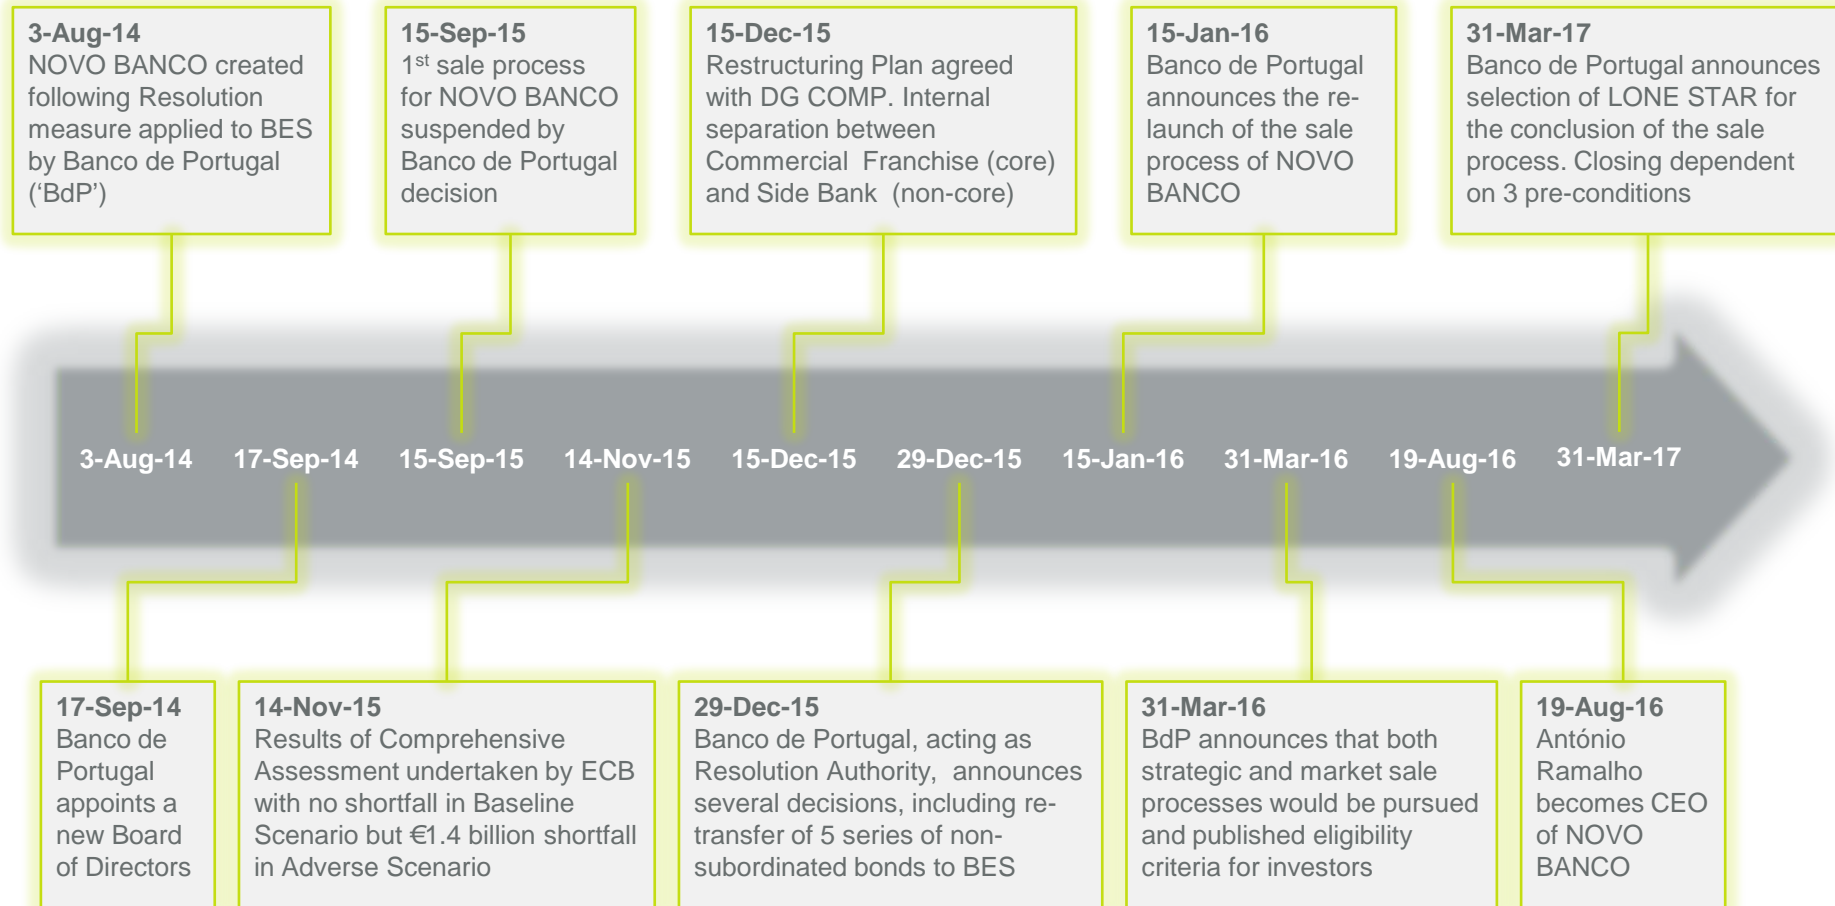 3-Aug-14
NOVO BANCO created
following Resolution
measure applied to BES
by Banco de Portugal
(‘BdP’)
15-Sep-15
1st sale process
for NOVO BANCO
suspended by
Banco de Portugal
decision
15-Dec-15
Restructuring Plan agreed
with DG COMP. Internal
separation between
Commercial Franchise (core)
and Side Bank (non-core)
15-Jan-16
Banco de Portugal
announces the re-
launch of the sale
process of NOVO
BANCO
31-Mar-17
Banco de Portugal announces
selection of LONE STAR for
the conclusion of the sale
process. Closing dependent
on 3 pre-conditions
3-Aug-14 17-Sep-14 15-Sep-15 14-Nov-15 15-Dec-15 29-Dec-15 15-Jan-16 31-Mar-16 19-Aug-16 31-Mar-17
17-Sep-14
Banco de
Portugal
appoints a
new Board
of Directors
14-Nov-15
Results of Comprehensive
Assessment undertaken by ECB
with no shortfall in Baseline
Scenario but €1.4 billion shortfall
in Adverse Scenario
29-Dec-15
Banco de Portugal, acting as
Resolution Authority, announces
several decisions, including re-
transfer of 5 series of non-
subordinated bonds to BES
31-Mar-16
BdP announces that both
strategic and market sale
processes would be pursued
and published eligibility
criteria for investors
19-Aug-16
António
Ramalho
becomes CEO
of NOVO
BANCO